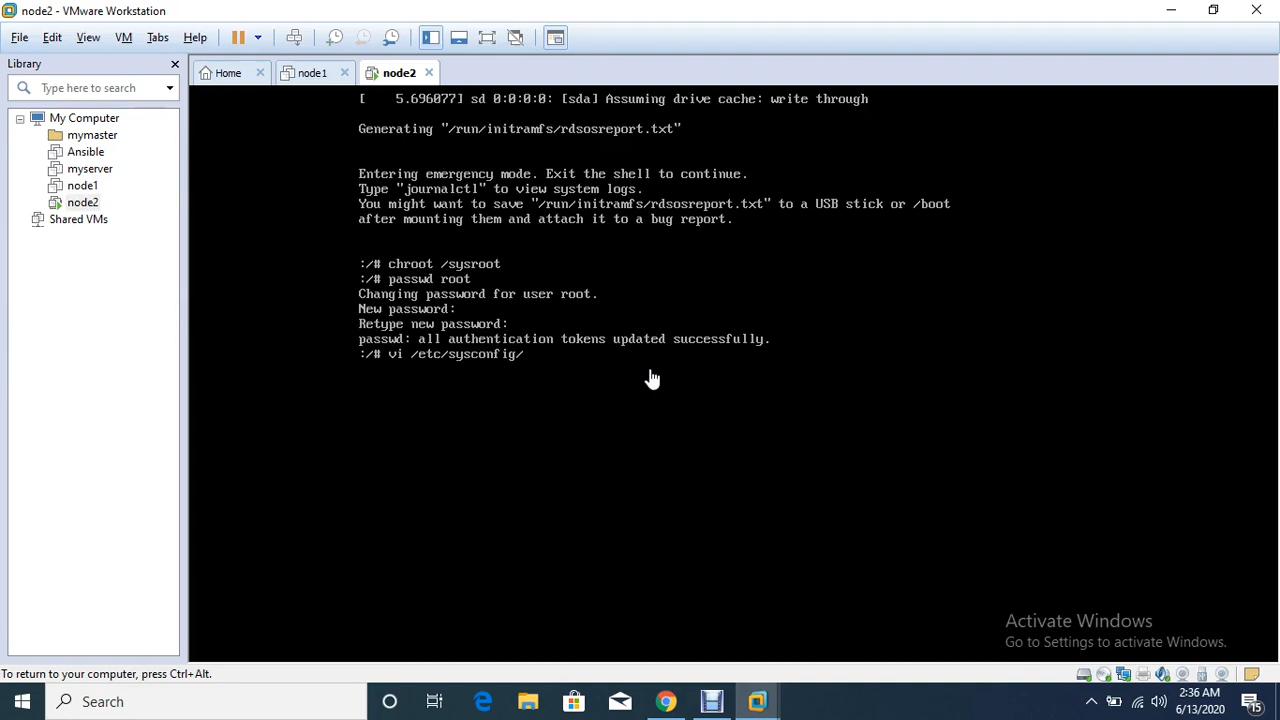 node2 - VMware Workstation
File Edit View VM Tabs Help
Library
Type here to search
My Computer
mymaster
Ansible
myserver
node1
node2
Shared VMs
Home node1 node2
[    5.696077] sd 0:0:0:0: [sda] Assuming drive cache: write through
Generating "/run/initramfs/rdsosreport.txt"
Entering emergency mode. Exit the shell to continue.
Type "journalctl" to view system logs.
You might want to save "/run/initramfs/rdsosreport.txt" to a USB stick or /boot
after mounting them and attach it to a bug report.
:/# chroot /sysroot
:/# passwd root
Changing password for user root.
New password:
Retype new password:
passwd: all authentication tokens updated successfully.
:/# vi /etc/sysconfig/
Activate Windows
Go to Settings to activate Windows.
To return to your computer, press Ctrl+Alt.
Search
2:36 AM
6/13/2020
15